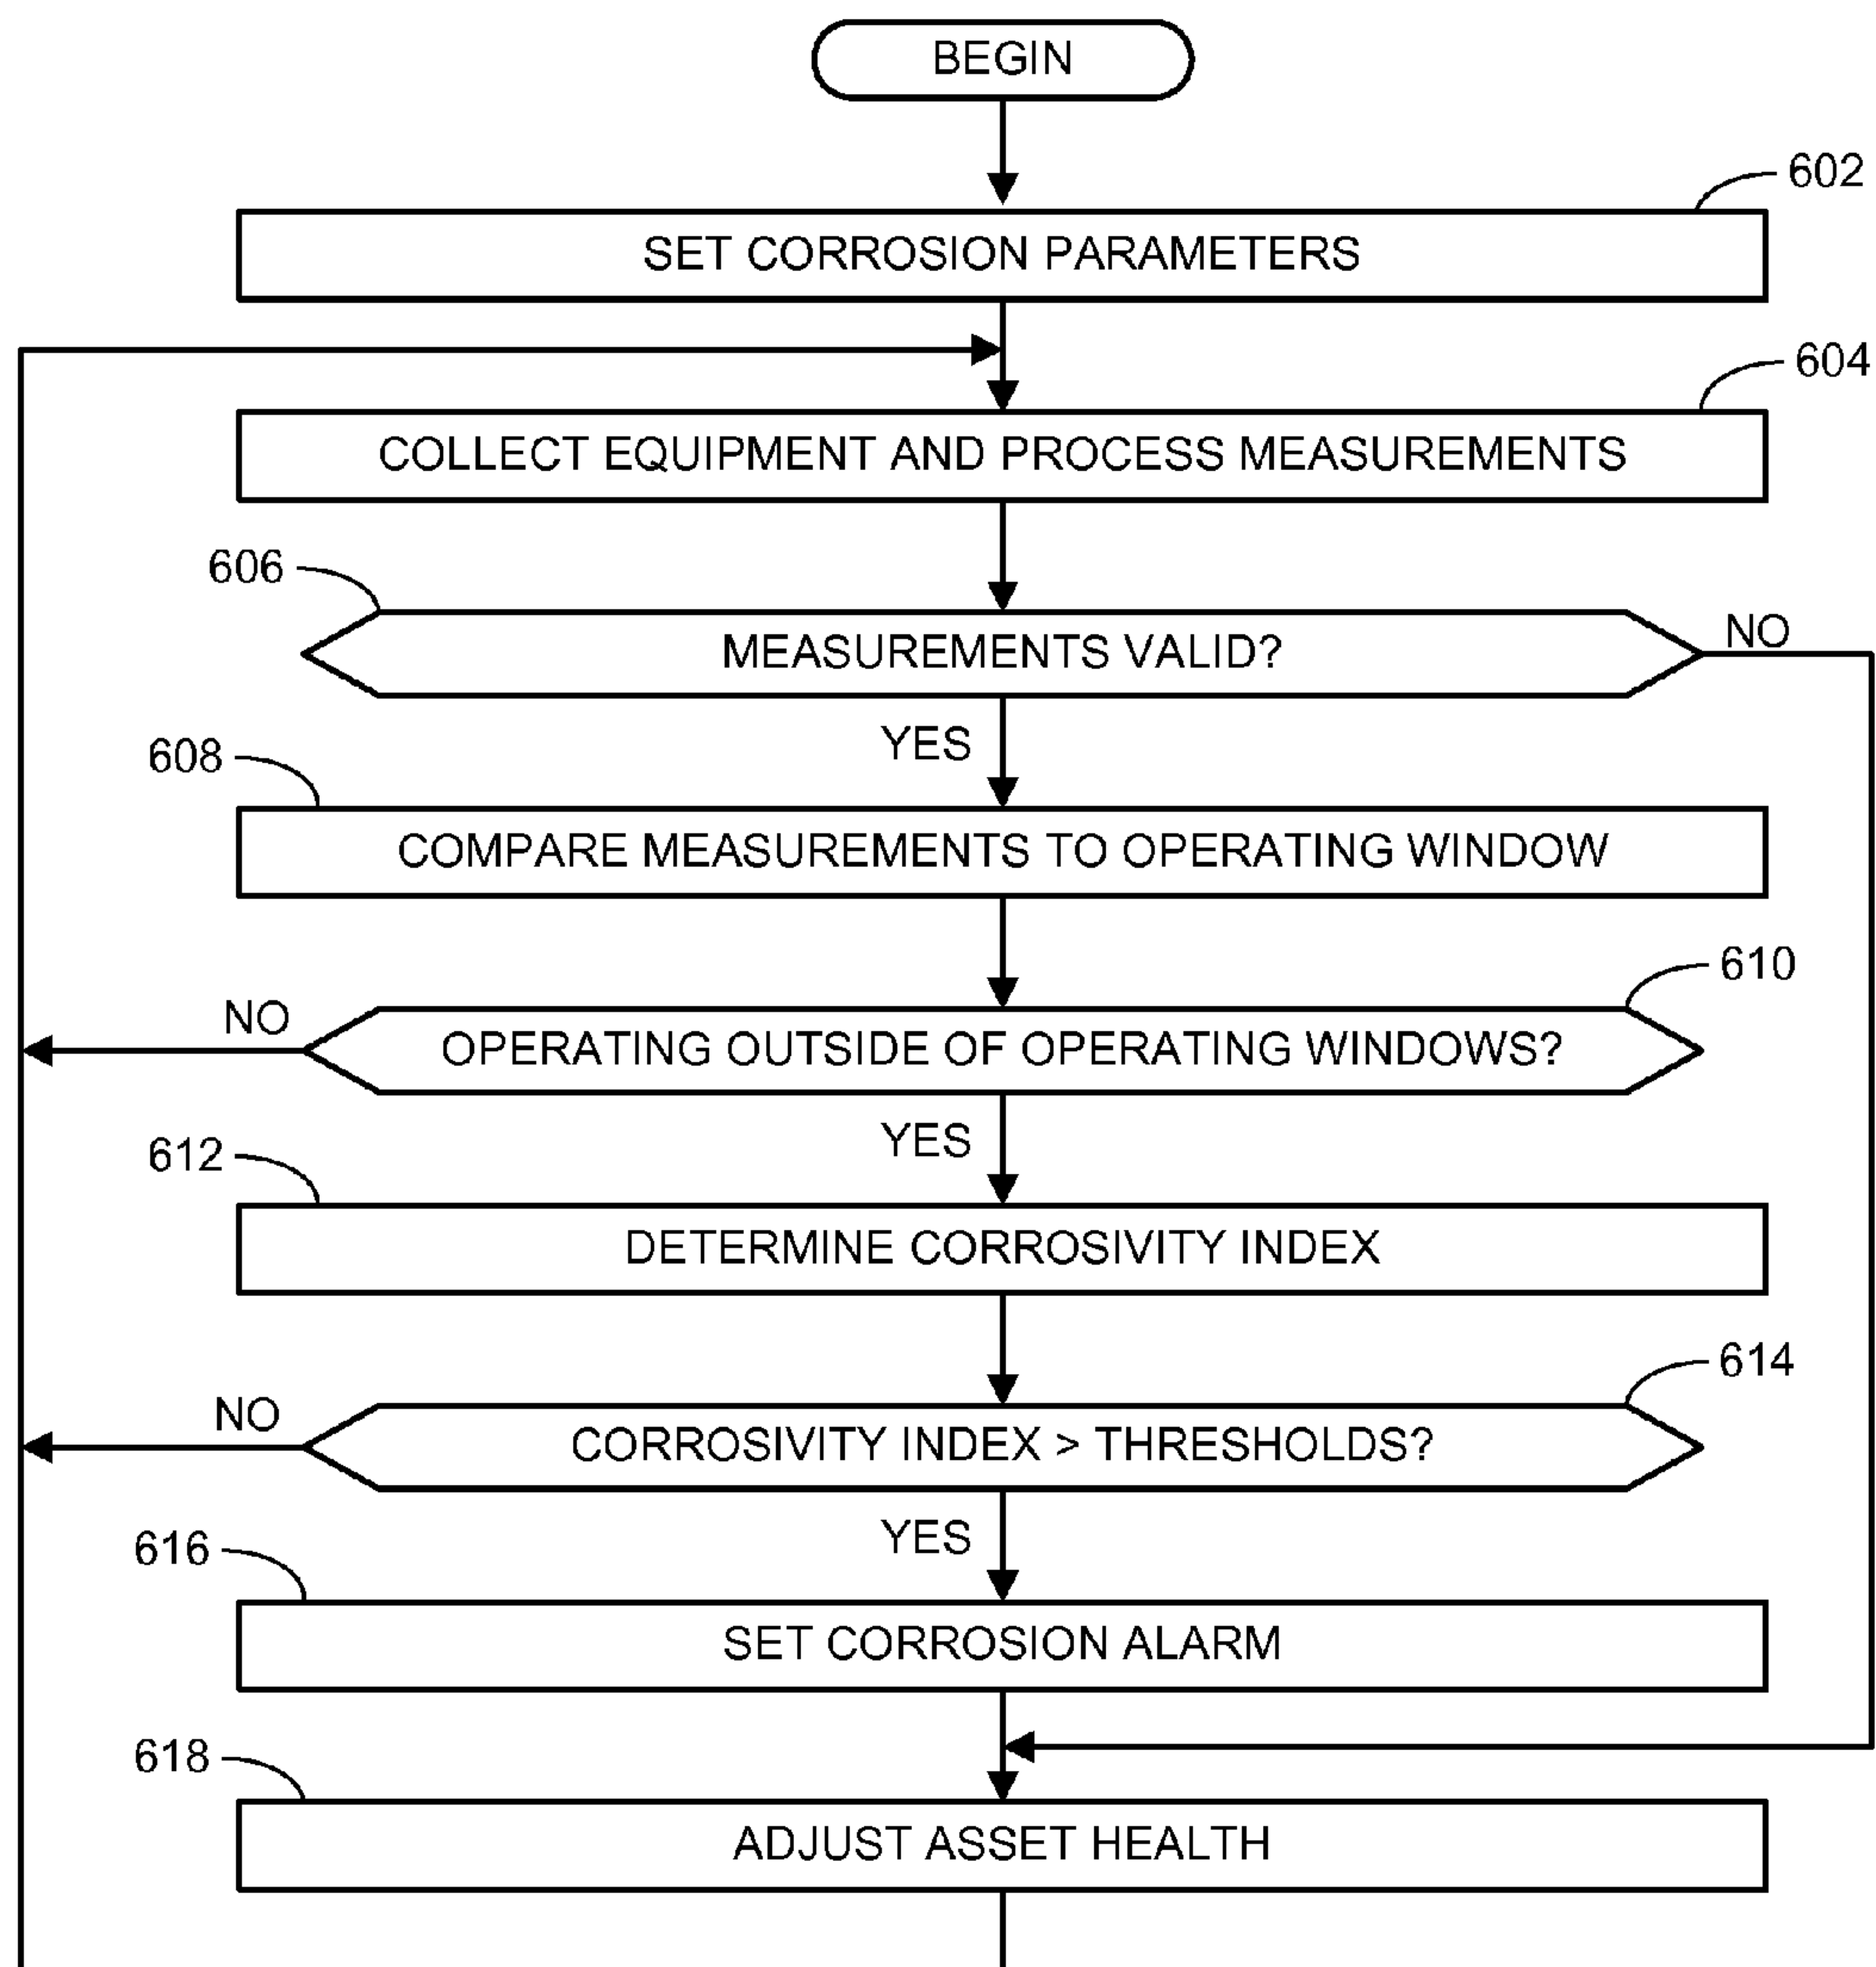 BEGIN
602
SET CORROSION PARAMETERS
604
COLLECT EQUIPMENT AND PROCESS MEASUREMENTS
606
MEASUREMENTS VALID?
NO
YES
608
COMPARE MEASUREMENTS TO OPERATING WINDOW
610
NO
OPERATING OUTSIDE OF OPERATING WINDOWS?
YES
612
DETERMINE CORROSIVITY INDEX
614
NO
CORROSIVITY INDEX > THRESHOLDS?
YES
616
SET CORROSION ALARM
618
ADJUST ASSET HEALTH